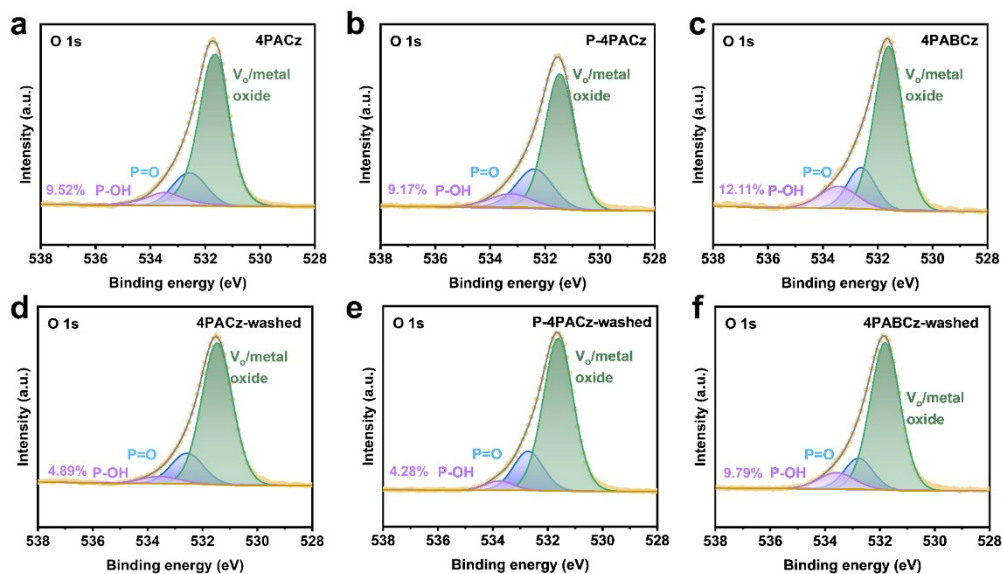 a
O 1s
4PACz
Vₒ/metal
oxide
P=O
9.52% P-OH
Intensity (a.u.)
538 536 534 532 530 528
Binding energy (eV)
b
O 1s
P-4PACz
Vₒ/metal
oxide
P=O
9.17% P-OH
Intensity (a.u.)
538 536 534 532 530 528
Binding energy (eV)
c
O 1s
4PABCz
Vₒ/metal
oxide
P=O
12.11% P-OH
Intensity (a.u.)
538 536 534 532 530 528
Binding energy (eV)
d
O 1s
4PACz-washed
Vₒ/metal
oxide
P=O
4.89% P-OH
Intensity (a.u.)
538 536 534 532 530 528
Binding energy (eV)
e
O 1s
P-4PACz-washed
Vₒ/metal
oxide
P=O
4.28% P-OH
Intensity (a.u.)
538 536 534 532 530 528
Binding energy (eV)
f
O 1s
4PABCz-washed
Vₒ/metal
oxide
P=O
9.79% P-OH
Intensity (a.u.)
538 536 534 532 530 528
Binding energy (eV)